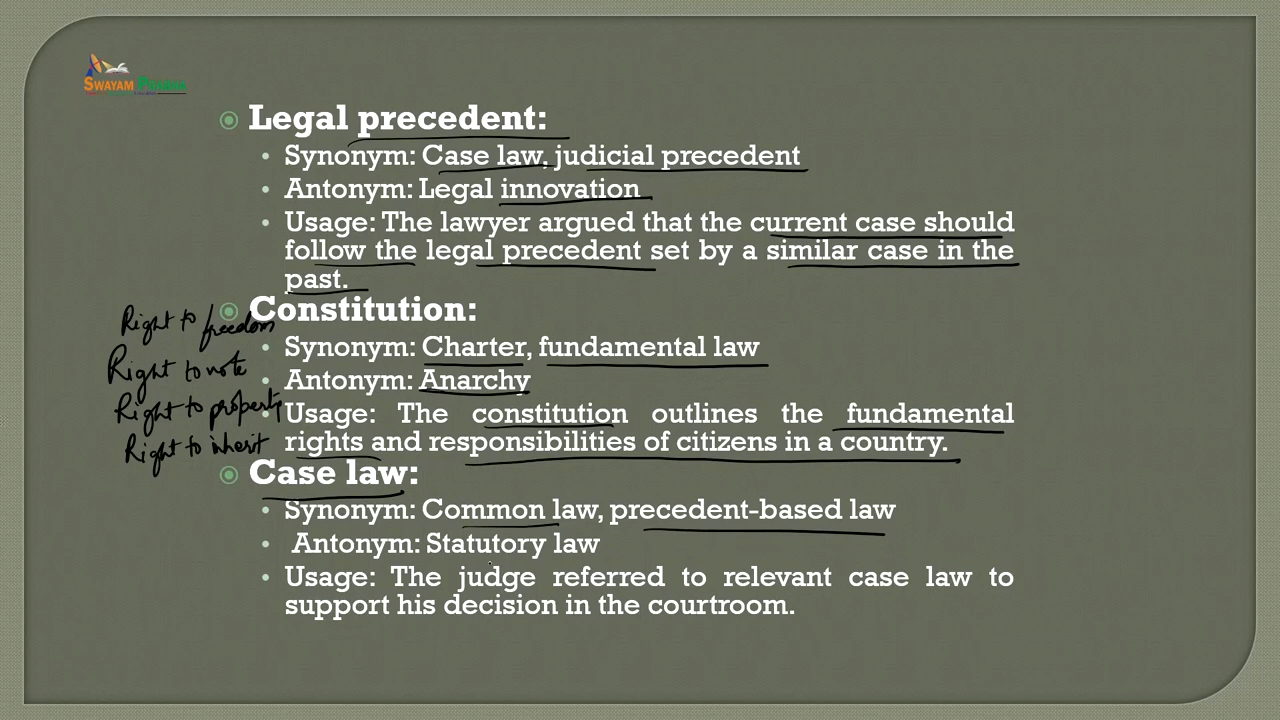 SWAYAM PRABHA
Legal precedent:
Synonym: Case law, judicial precedent
Antonym: Legal innovation
Usage: The lawyer argued that the current case should
follow the legal precedent set by a similar case in the
past.
Constitution:
Synonym: Charter, fundamental law
Antonym: Anarchy
Usage: The constitution outlines the fundamental
rights and responsibilities of citizens in a country.
Right to freedom
Right to vote
Right to property
Right to inherit
Case law:
Synonym: Common law, precedent-based law
Antonym: Statutory law
Usage: The judge referred to relevant case law to
support his decision in the courtroom.